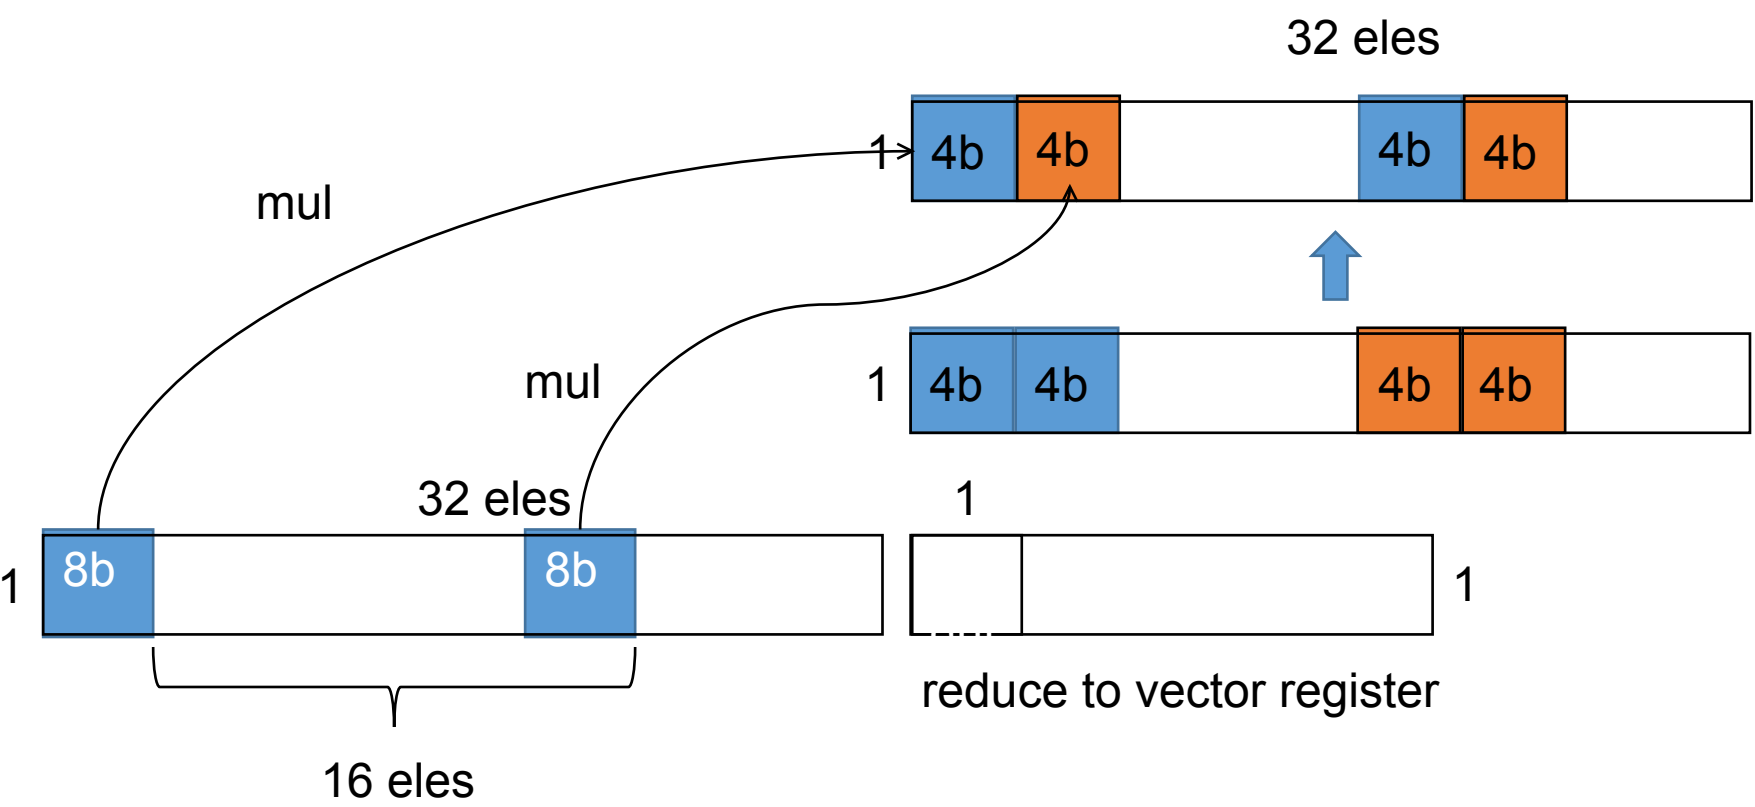 32 eles
1 4b 4b 4b 4b
mul
mul
1 4b 4b 4b 4b
32 eles
1
1 8b 8b
1
reduce to vector register
16 eles